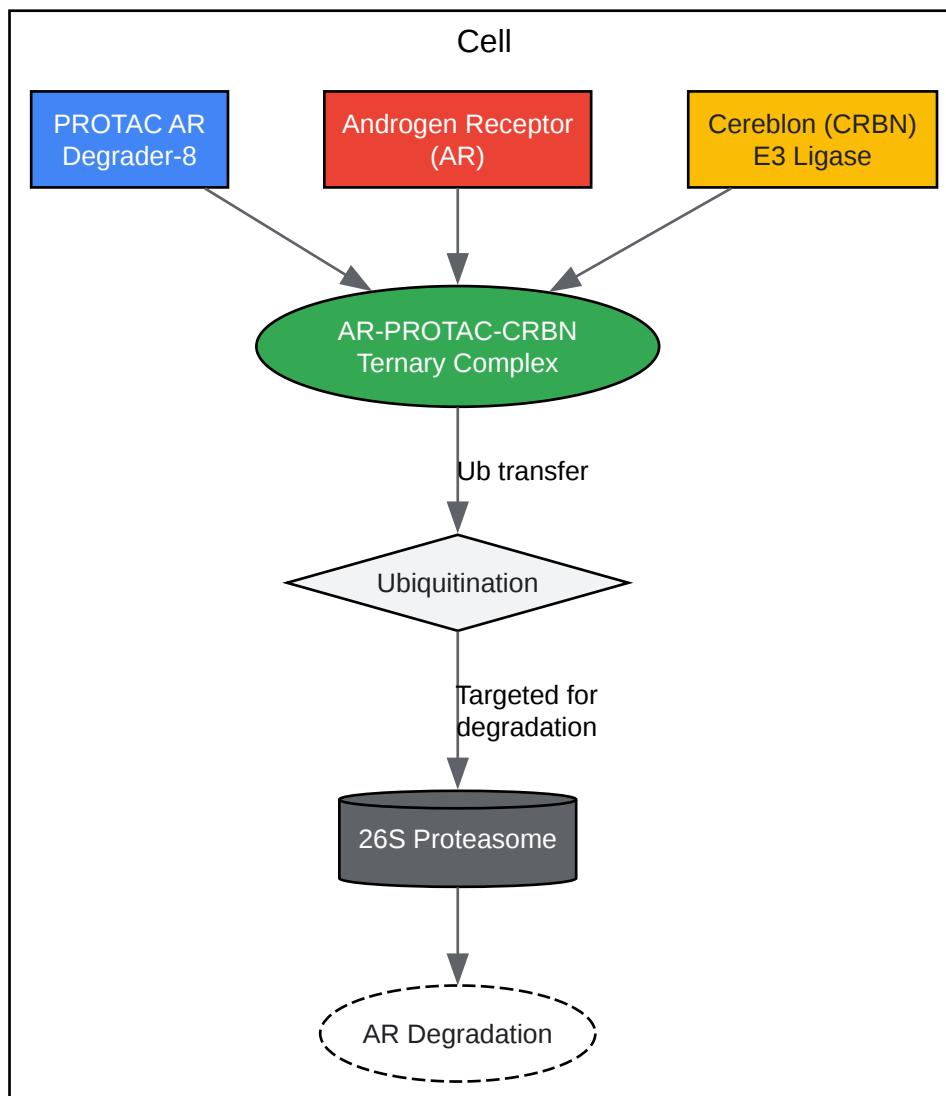 Cell
PROTAC AR
Degrader-8
Androgen Receptor
(AR)
Cereblon (CRBN)
E3 Ligase
AR-PROTAC-CRBN
Ternary Complex
Ub transfer
Ubiquitination
Targeted for
degradation
26S Proteasome
AR Degradation